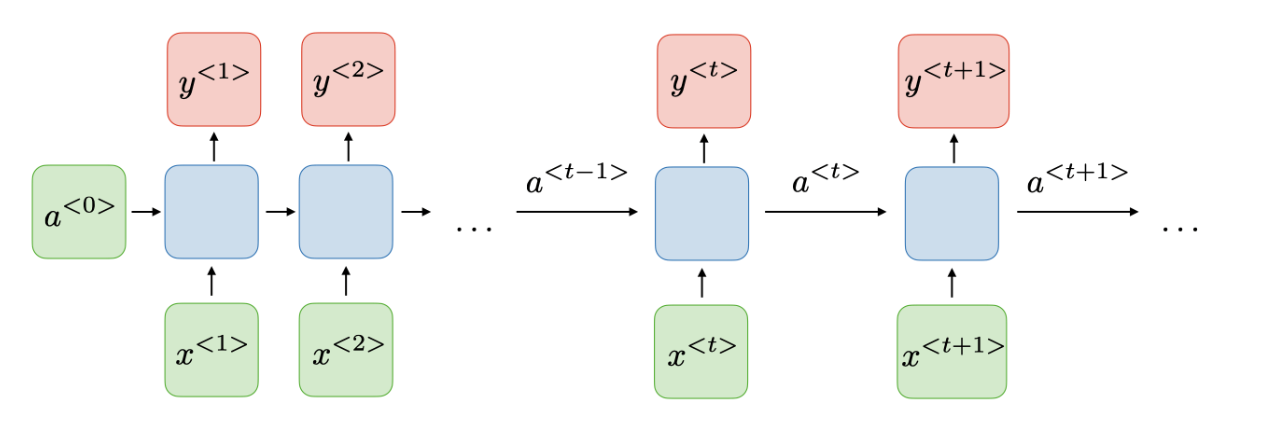 y^{<1>} y^{<2>} y^{<t>} y^{<t+1>}
a^{<0>} ... a^{<t−1>} a^{<t>} a^{<t+1>} ...
x^{<1>} x^{<2>} x^{<t>} x^{<t+1>}